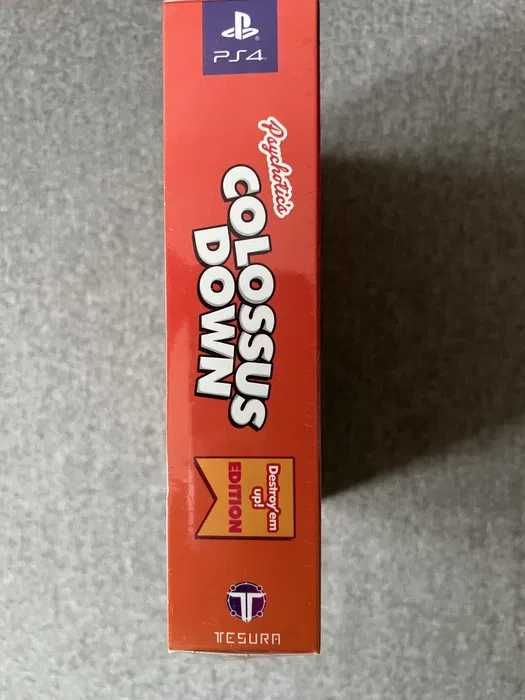 PS4
Psychotic's
COLOSSUS
DOWN
Destroy'em
up!
EDITION
TESURA